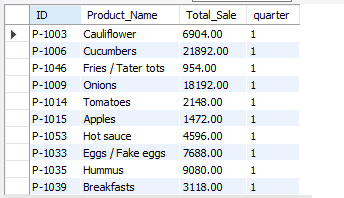 ID Product_Name Total_Sale quarter
P-1003 Cauliflower 6904.00 1
P-1006 Cucumbers 21892.00 1
P-1046 Fries / Tater tots 954.00 1
P-1009 Onions 18192.00 1
P-1014 Tomatoes 2148.00 1
P-1015 Apples 1472.00 1
P-1053 Hot sauce 4596.00 1
P-1033 Eggs / Fake eggs 7688.00 1
P-1035 Hummus 9080.00 1
P-1039 Breakfasts 3118.00 1